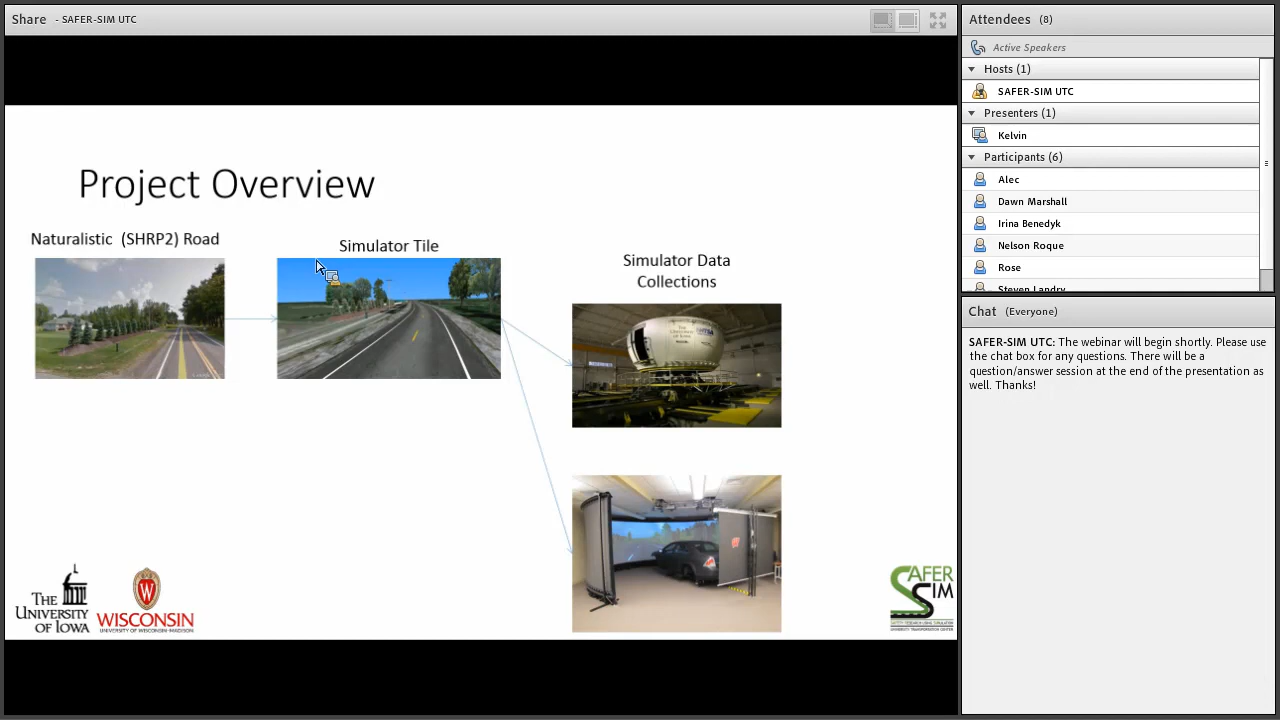 Share - SAFER-SIM UTC
Project Overview
Naturalistic (SHRP2) Road
Simulator Tile
Simulator Data
Collections
THE
UNIVERSITY
OF IOWA
W
WISCONSIN
UNIVERSITY OF WISCONSIN-MADISON
SAFER
SIM
Attendees (8)
Active Speakers
Hosts (1)
SAFER-SIM UTC
Presenters (1)
Kelvin
Participants (6)
Alec
Dawn Marshall
Irina Benedyk
Nelson Roque
Rose
Steven Landry
Chat (Everyone)
SAFER-SIM UTC: The webinar will begin shortly. Please use
the chat box for any questions. There will be a
question/answer session at the end of the presentation as
well. Thanks!